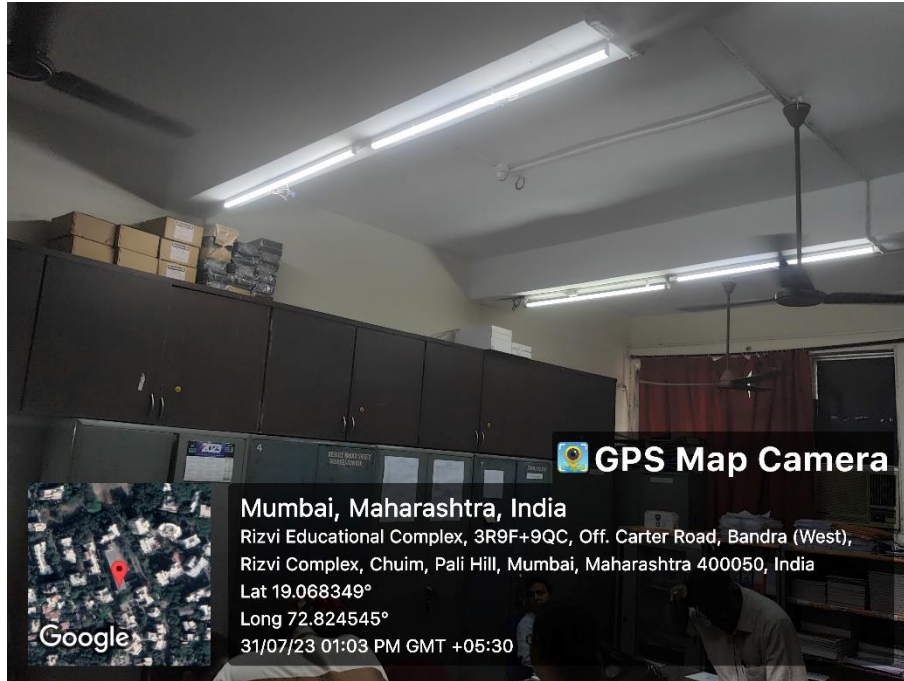 2023
4
GPS Map Camera
Mumbai, Maharashtra, India
Rizvi Educational Complex, 3R9F+9QC, Off. Carter Road, Bandra (West),
Rizvi Complex, Chuim, Pali Hill, Mumbai, Maharashtra 400050, India
Lat 19.068349°
Long 72.824545°
31/07/23 01:03 PM GMT +05:30
Google